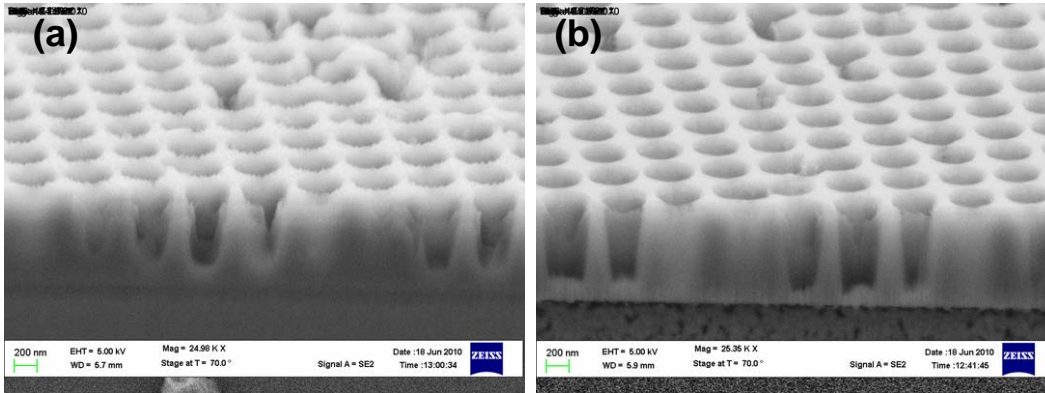 (a)
200 nm
EHT = 5.00 kV
WD = 5.7 mm
Mag = 24.98 K X
Stage at T = 70.0 °
Signal A = SE2
Date :18 Jun 2010
Time :13:00:34
ZEISS
(b)
200 nm
EHT = 5.00 kV
WD = 5.9 mm
Mag = 25.35 K X
Stage at T = 70.0 °
Signal A = SE2
Date :18 Jun 2010
Time :12:41:45
ZEISS